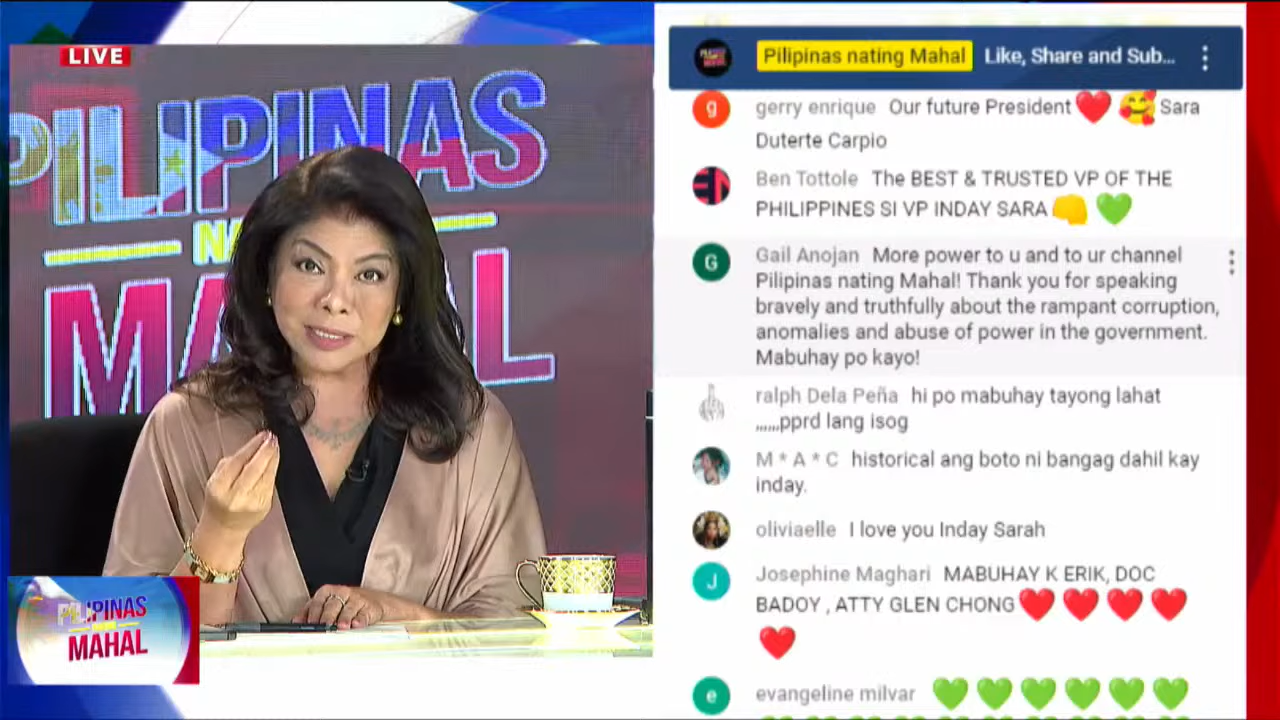 LIVE
PILIPINAS
NA
MAHAL
PILIPINAS
MAHAL
Pilipinas nating Mahal Like, Share and Sub...
g gerry enrique Our future President ❤️ 🥰 Sara
Duterte Carpio
Ben Tottole The BEST & TRUSTED VP OF THE
PHILIPPINES SI VP INDAY SARA 👊 💚
G Gail Anojan More power to u and to ur channel
Pilipinas nating Mahal! Thank you for speaking
bravely and truthfully about the rampant corruption,
anomalies and abuse of power in the government.
Mabuhay po kayo!
ralph Dela Peña hi po mabuhay tayong lahat
,,,,,,pprd lang isog
M * A * C historical ang boto ni bangag dahil kay
inday.
oliviaelle I love you Inday Sarah
J Josephine Maghari MABUHAY K ERIK, DOC
BADOY , ATTY GLEN CHONG ❤️ ❤️ ❤️ ❤️
❤️
e evangeline milvar 💚 💚 💚 💚 💚 💚